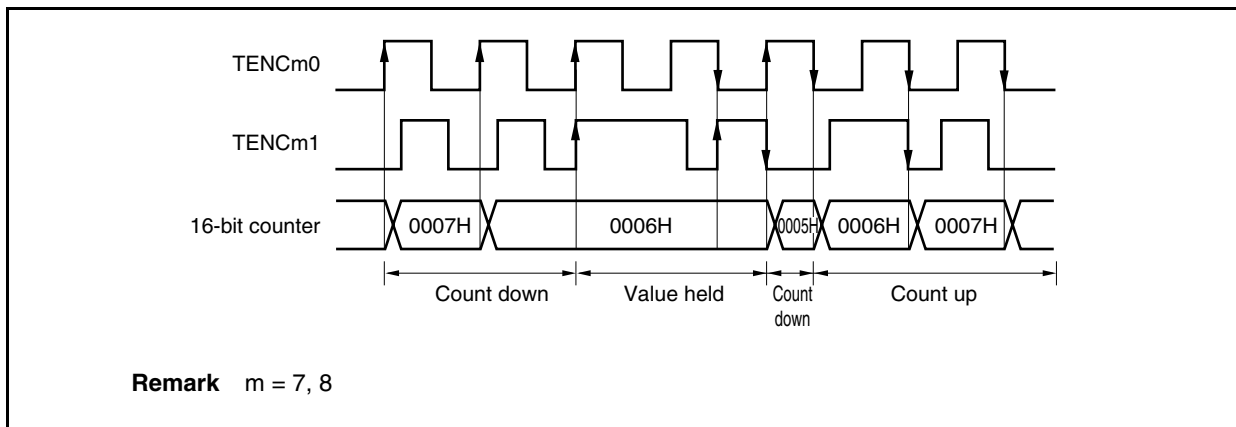 TENCm0
TENCm1
16-bit counter
0007H
0006H
0005H
0006H
0007H
Count down
Value held
Count
down
Count up
Remark m = 7, 8